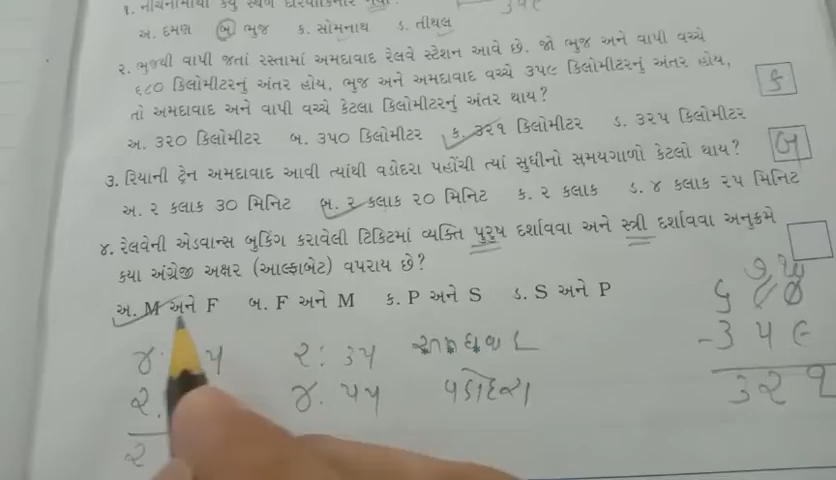 ૧. નીચેનામાંથી કયું સ્થળ
૩૫૯
અ. દમણ બ. ભુજ ક. સોમનાથ ડ. તીથલ
૨. ભુજથી વાપી જતાં રસ્તામાં અમદાવાદ રેલવે સ્ટેશન આવે છે. જો ભુજ અને વાપી વચ્ચે
૬૮૦ કિલોમીટરનું અંતર હોય, ભુજ અને અમદાવાદ વચ્ચે ૩૫૯ કિલોમીટરનું અંતર હોય,
તો અમદાવાદ અને વાપી વચ્ચે કેટલા કિલોમીટરનું અંતર થાય?
ક
અ. ૩૨૦ કિલોમીટર બ. ૩૫૦ કિલોમીટર ક. ૩૨૧ કિલોમીટર ડ. ૩૨૫ કિલોમીટર
૩. રિયાની ટ્રેન અમદાવાદ આવી ત્યાંથી વડોદરા પહોંચી ત્યાં સુધીનો સમયગાળો કેટલો થાય?
બ
અ. ૨ કલાક ૩૦ મિનિટ બ. ૨ કલાક ૨૦ મિનિટ ક. ૨ કલાક ડ. ૪ કલાક ૨૫ મિનિટ
૪. રેલવેની એડવાન્સ બુકિંગ કરાવેલી ટિકિટમાં વ્યક્તિ પુરુષ દર્શાવવા અને સ્ત્રી દર્શાવવા અનુક્રમે
કયા અંગ્રેજી અક્ષર (આલ્ફાબેટ) વપરાય છે?
અ. M અને F બ. F અને M ક. P અને S ડ. S અને P
૨: ૩૫ અમદાવાદ
૪. ૫૫ વડોદરા
- ૩૫૯
૩૨૧